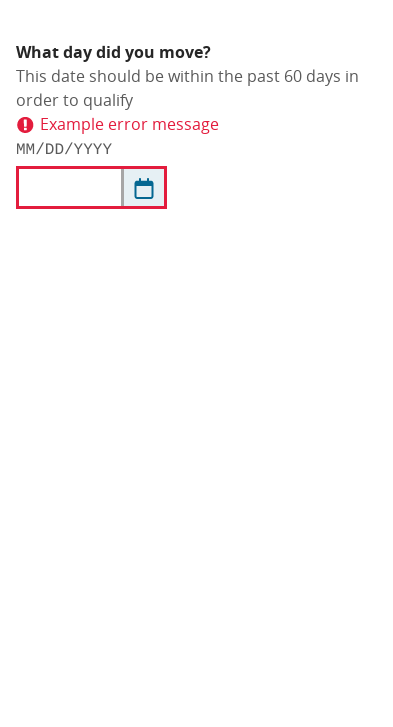 What day did you move?
This date should be within the past 60 days in
order to qualify
Example error message
MM/DD/YYYY